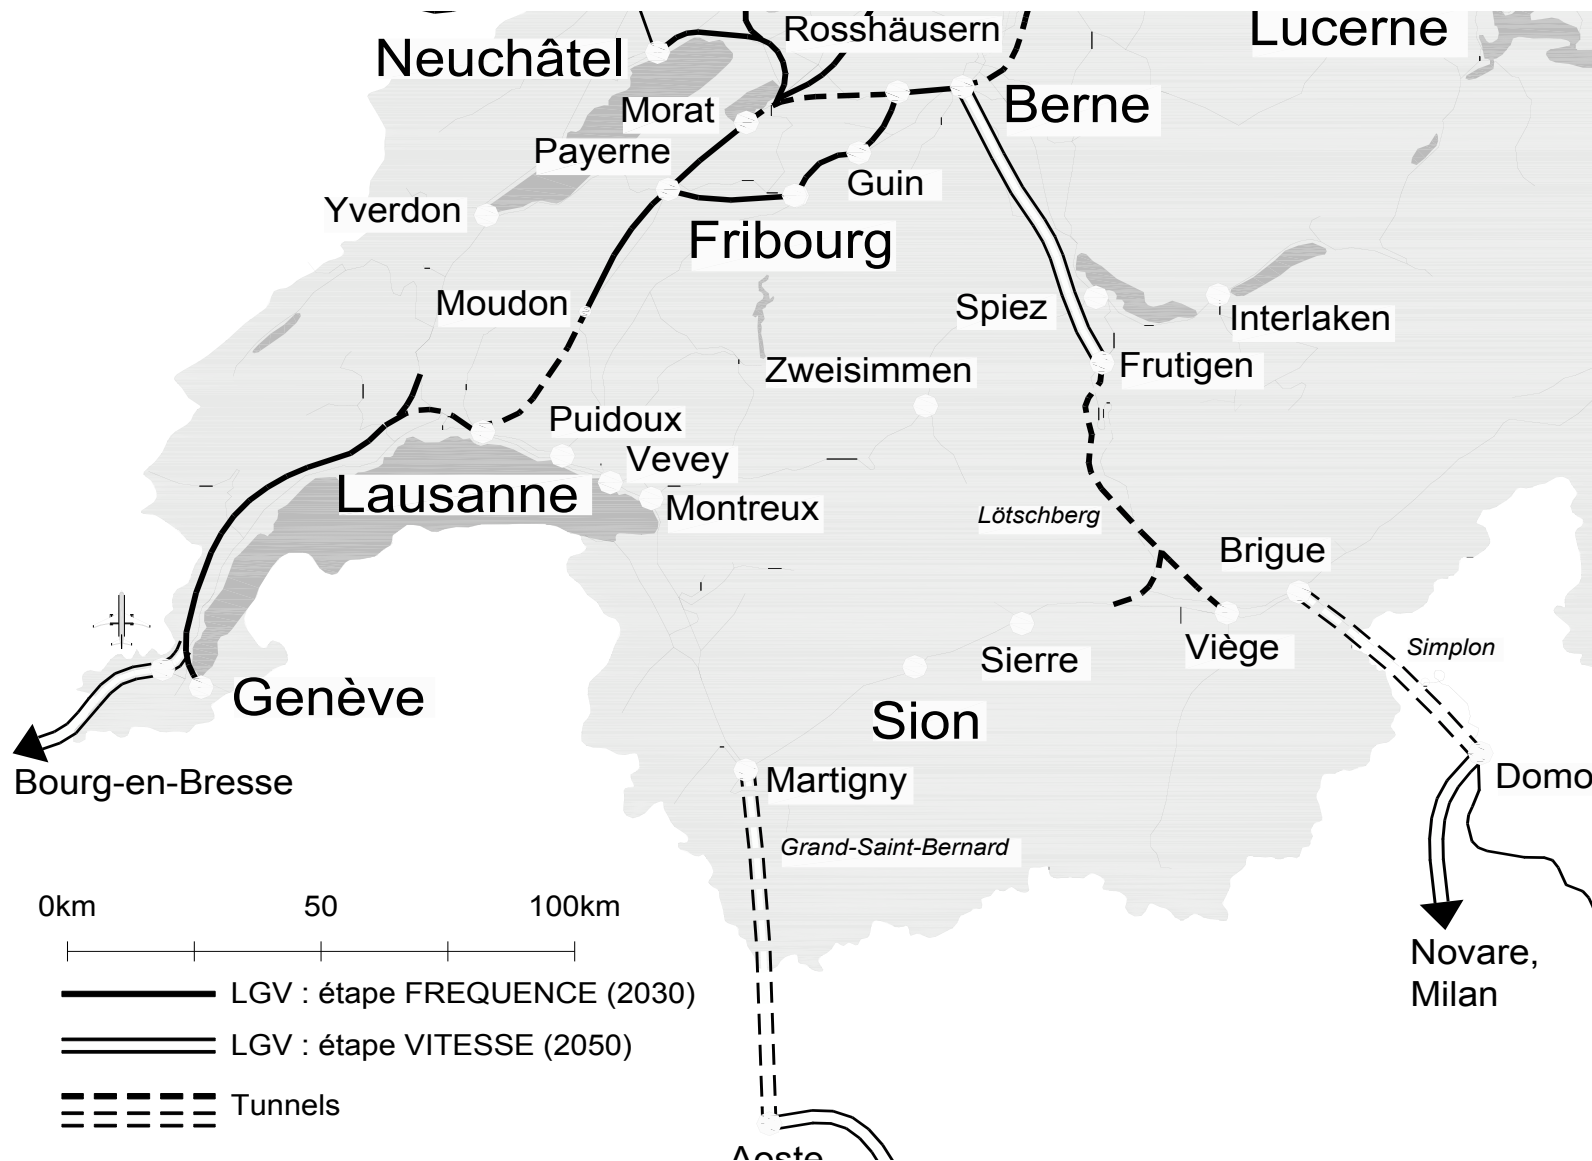 Rosshäusern
Lucerne
Neuchâtel
Berne
Morat
Payerne
Guin
Yverdon
Fribourg
Moudon
Spiez
Interlaken
Zweisimmen
Frutigen
Puidoux
Vevey
Lausanne
Montreux
Lötschberg
Brigue
Simplon
Viège
Sierre
Genève
Sion
Bourg-en-Bresse
Martigny
Domo
Grand-Saint-Bernard
0km 50 100km
Novare,
Milan
LGV : étape FREQUENCE (2030)
LGV : étape VITESSE (2050)
Tunnels
Aoste